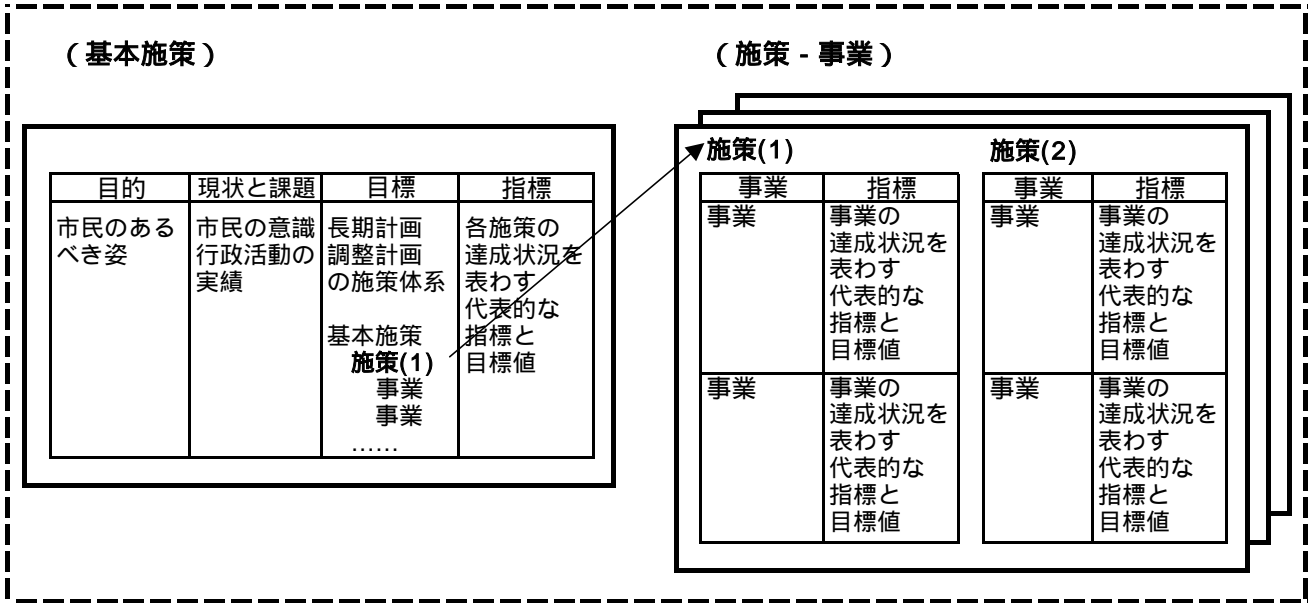 （基本施策）
（施策 - 事業）
目的
現状と課題
目標
指標
市民のある
べき姿
市民の意識
行政活動の
実績
長期計画
調整計画
の施策体系
基本施策
施策(1)
事業
事業
……
各施策の
達成状況を
表わす
代表的な
指標と
目標値
施策(1)
事業
指標
事業
事業の
達成状況を
表わす
代表的な
指標と
目標値
事業
事業の
達成状況を
表わす
代表的な
指標と
目標値
施策(2)
事業
指標
事業
事業の
達成状況を
表わす
代表的な
指標と
目標値
事業
事業の
達成状況を
表わす
代表的な
指標と
目標値